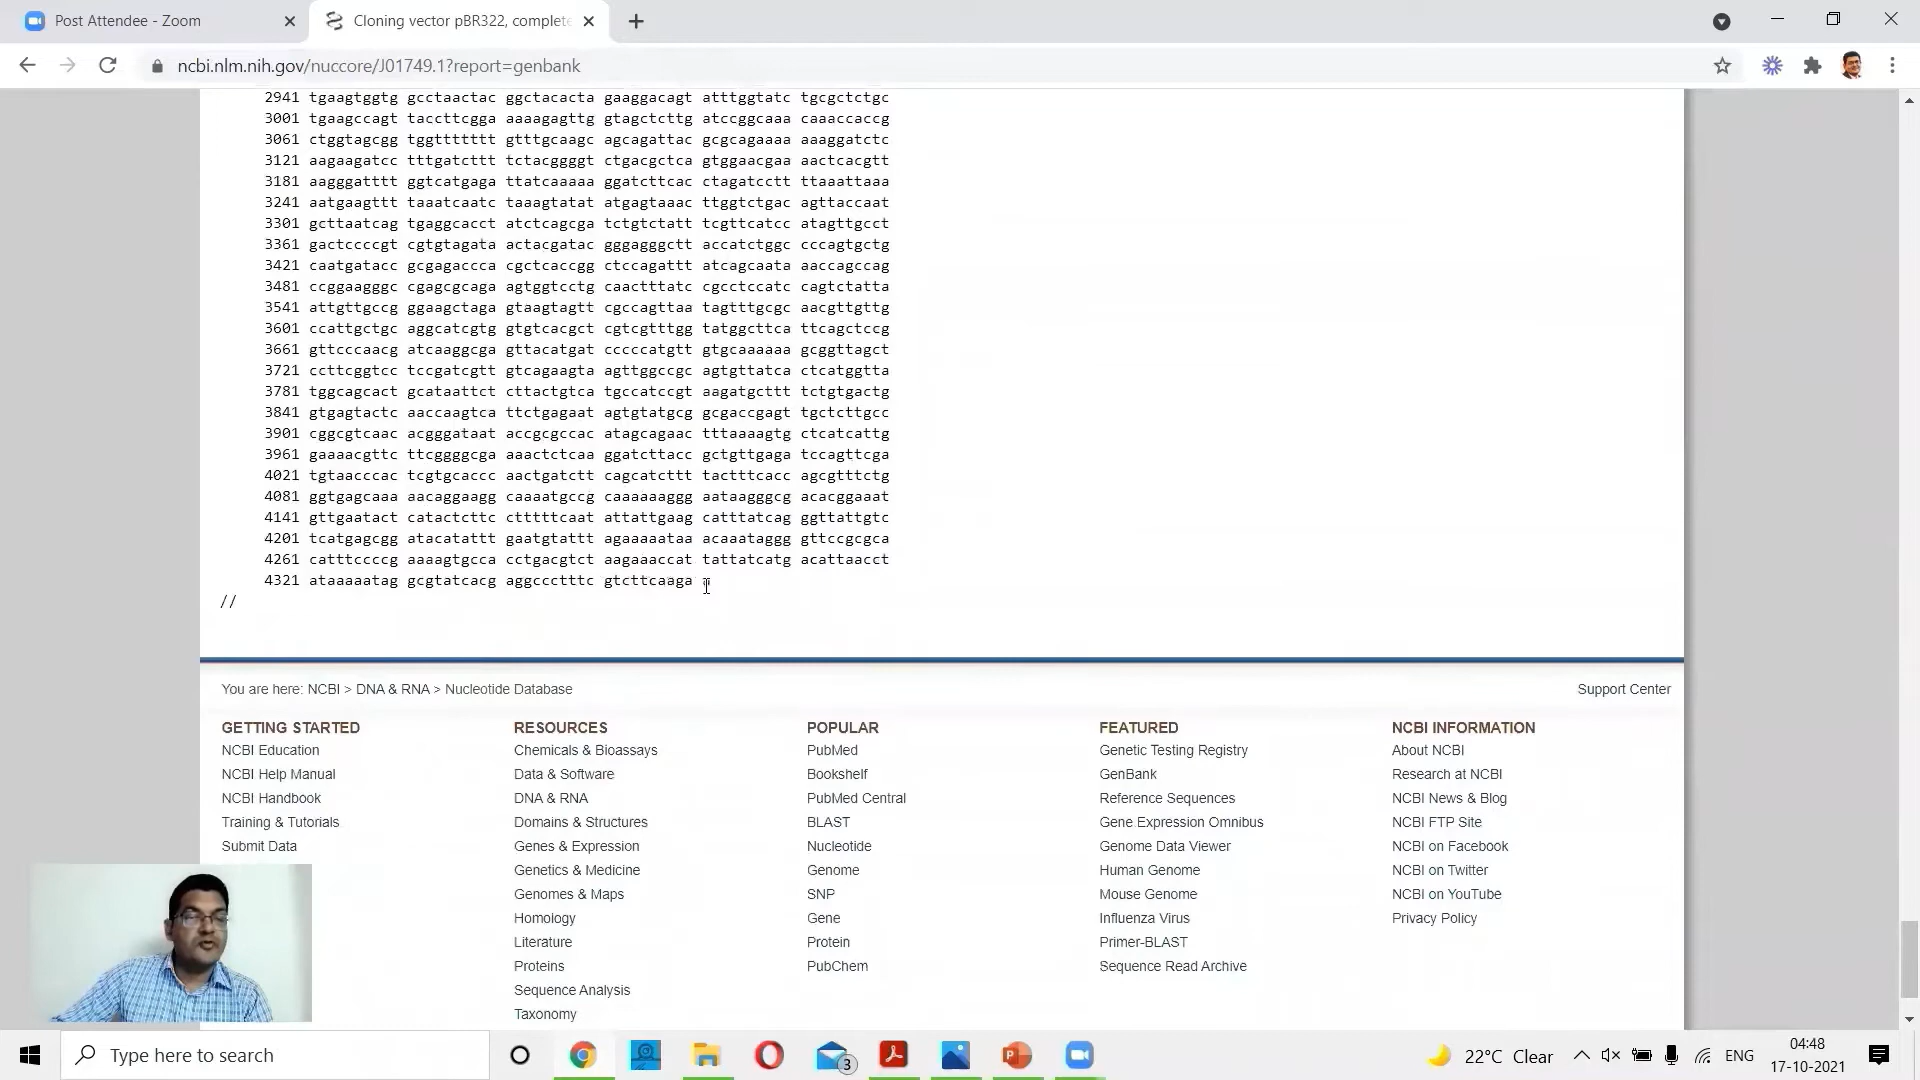 Post Attendee - Zoom
Cloning vector pBR322, complete
ncbi.nlm.nih.gov/nuccore/J01749.1?report=genbank
2941 tgaagtggtg gcctaactac ggctacacta gaaggacagt atttggtatc tgcgctctgc
3001 tgaagccagt taccttcgga aaaagagttg gtagctcttg atccggcaaa caaaccaccg
3061 ctggtagcgg tggttttttt gtttgcaagc agcagattac gcgcagaaaa aaaggatctc
3121 aagaagatcc tttgatcttt tctacggggt ctgacgctca gtggaacgaa aactcacgtt
3181 aagggatttt ggtcatgaga ttatcaaaaa ggatcttcac ctagatcctt ttaaattaaa
3241 aatgaagttt taaatcaatc taaagtatat atgagtaaac ttggtctgac agttaccaat
3301 gcttaatcag tgaggcacct atctcagcga tctgtctatt tcgttcatcc atagttgcct
3361 gactccccgt cgtgtagata actacgatac gggagggctt accatctggc cccagtgctg
3421 caatgatacc gcgagaccca cgctcaccgg ctccagattt atcagcaata aaccagccag
3481 ccggaagggc cgagcgcaga agtggtcctg caactttatc cgcctccatc cagtctatta
3541 attgttgccg ggaagctaga gtaagtagtt cgccagttaa tagtttgcgc aacgttgttg
3601 ccattgctgc aggcatcgtg gtgtcacgct cgtcgtttgg tatggcttca ttcagctccg
3661 gttcccaacg atcaaggcga gttacatgat cccccatgtt gtgcaaaaaa gcggttagct
3721 ccttcggtcc tccgatcgtt gtcagaagta agttggccgc agtgttatca ctcatggtta
3781 tggcagcact gcataattct cttactgtca tgccatccgt aagatgcttt tctgtgactg
3841 gtgagtactc aaccaagtca ttctgagaat agtgtatgcg gcgaccgagt tgctcttgcc
3901 cggcgtcaac acgggataat accgcgccac atagcagaac tttaaaagtg ctcatcattg
3961 gaaaacgttc ttcggggcga aaactctcaa ggatcttacc gctgttgaga tccagttcga
4021 tgtaacccac tcgtgcaccc aactgatctt cagcatcttt tactttcacc agcgtttctg
4081 ggtgagcaaa aacaggaagg caaaatgccg caaaaaaggg aataagggcg acacggaaat
4141 gttgaatact catactcttc ctttttcaat attattgaag catttatcag ggttattgtc
4201 tcatgagcgg atacatattt gaatgtattt agaaaaataa acaaataggg gttccgcgca
4261 catttccccg aaaagtgcca cctgacgtct aagaaaccat tattatcatg acattaacct
4321 ataaaaatag gcgtatcacg aggccctttc gtcttcaaga
//
You are here: NCBI > DNA & RNA > Nucleotide Database
Support Center
GETTING STARTED
NCBI Education
NCBI Help Manual
NCBI Handbook
Training & Tutorials
Submit Data
RESOURCES
Chemicals & Bioassays
Data & Software
DNA & RNA
Domains & Structures
Genes & Expression
Genetics & Medicine
Genomes & Maps
Homology
Literature
Proteins
Sequence Analysis
Taxonomy
POPULAR
PubMed
Bookshelf
PubMed Central
BLAST
Nucleotide
Genome
SNP
Gene
Protein
PubChem
FEATURED
Genetic Testing Registry
GenBank
Reference Sequences
Gene Expression Omnibus
Genome Data Viewer
Human Genome
Mouse Genome
Influenza Virus
Primer-BLAST
Sequence Read Archive
NCBI INFORMATION
About NCBI
Research at NCBI
NCBI News & Blog
NCBI FTP Site
NCBI on Facebook
NCBI on Twitter
NCBI on YouTube
Privacy Policy
Type here to search
3
22°C Clear
ENG
04:48
17-10-2021